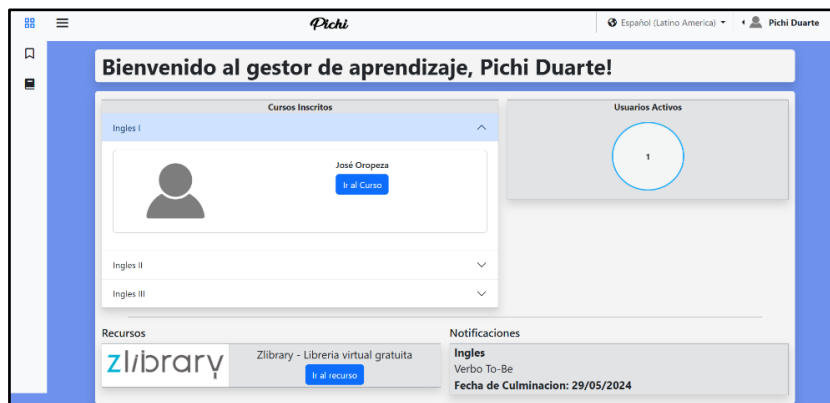 Pichi
Español (Latino America)
Pichi Duarte
Bienvenido al gestor de aprendizaje, Pichi Duarte!
Cursos Inscritos
Ingles I
José Oropeza
Ir al Curso
Ingles II
Ingles III
Usuarios Activos
1
Recursos
zlibrary
Zlibrary - Libreria virtual gratuita
Ir al recurso
Notificaciones
Ingles
Verbo To-Be
Fecha de Culminacion: 29/05/2024